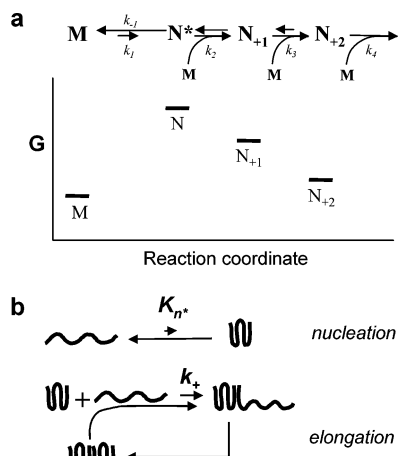 a
k-1
M N* N+1 N+2
k1 k2 k3 k4
M M M
G
N
N+1
N+2
M
Reaction coordinate
b
Kn*
nucleation
k+
+
elongation